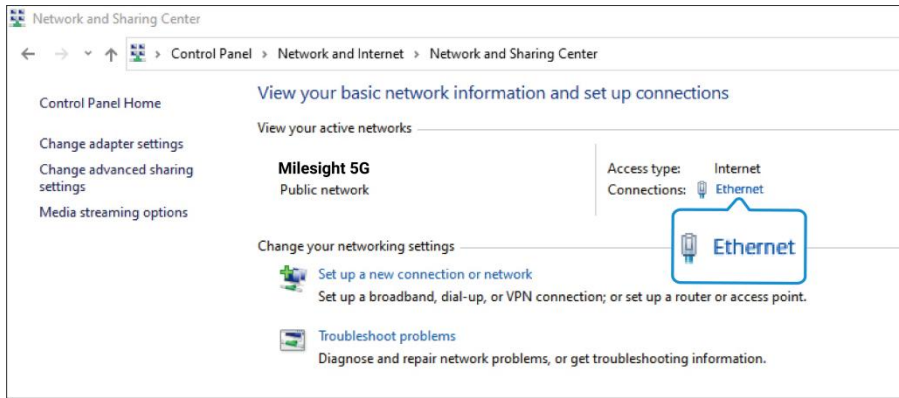 Network and Sharing Center
Control Panel > Network and Internet > Network and Sharing Center
Control Panel Home
Change adapter settings
Change advanced sharing
settings
Media streaming options
View your basic network information and set up connections
View your active networks
Milesight 5G
Public network
Access type: Internet
Connections: Ethernet
Ethernet
Change your networking settings
Set up a new connection or network
Set up a broadband, dial-up, or VPN connection; or set up a router or access point.
Troubleshoot problems
Diagnose and repair network problems, or get troubleshooting information.